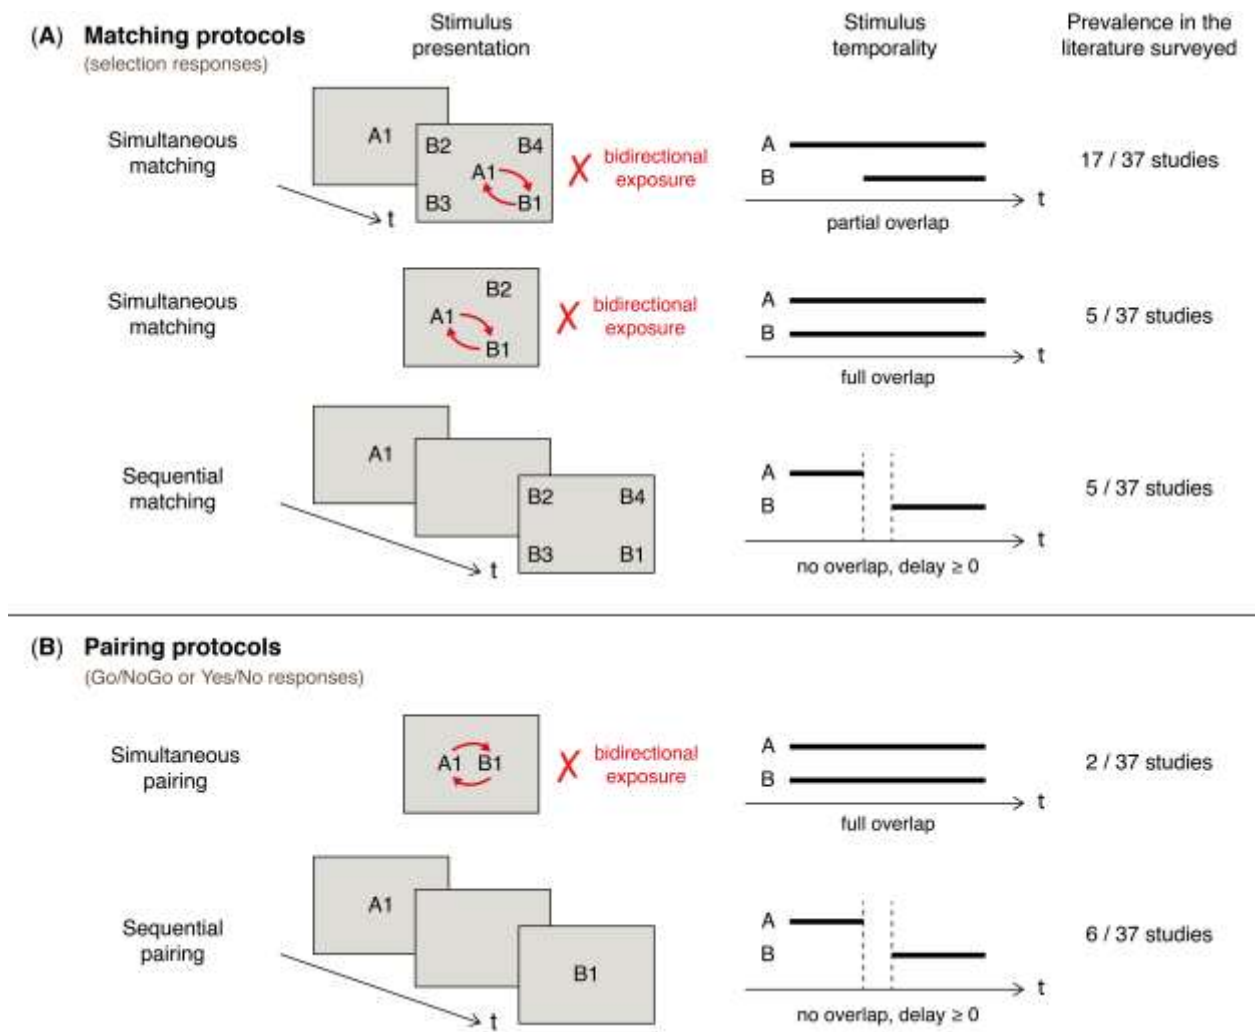 (A) Matching protocols
(selection responses)
Stimulus
presentation
Stimulus
temporality
Prevalence in the
literature surveyed
Simultaneous
matching
t
A1
B2 B4
A1
B3 B1
X bidirectional
exposure
A
B
t
partial overlap
17 / 37 studies
Simultaneous
matching
B2
A1
B1
X bidirectional
exposure
A
B
t
full overlap
5 / 37 studies
Sequential
matching
t
A1
B2 B4
B3 B1
A
B
t
no overlap, delay ≥ 0
5 / 37 studies
(B) Pairing protocols
(Go/NoGo or Yes/No responses)
Simultaneous
pairing
A1 B1
X bidirectional
exposure
A
B
t
full overlap
2 / 37 studies
Sequential
pairing
t
A1
B1
A
B
t
no overlap, delay ≥ 0
6 / 37 studies